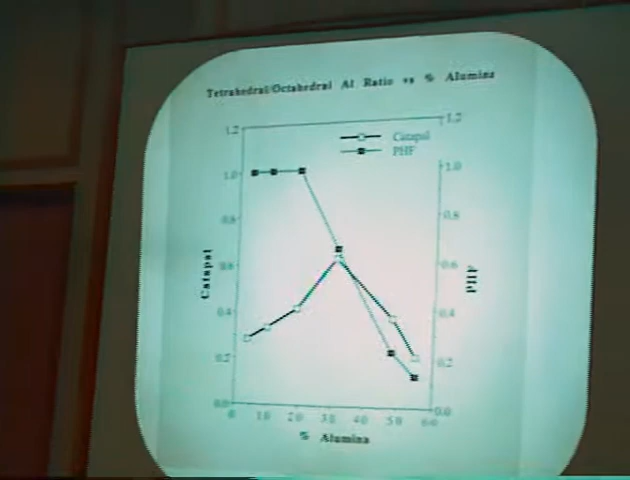 Tetrahedral/Octahedral Al Ratio vs % Alumina
1.2 1.2
Catapal
PHF
1.0 1.0
0.8 0.8
Catapal
PHF
0.6 0.6
0.4 0.4
0.2 0.2
0.0 0.0
0 10 20 30 40 50 60
% Alumina